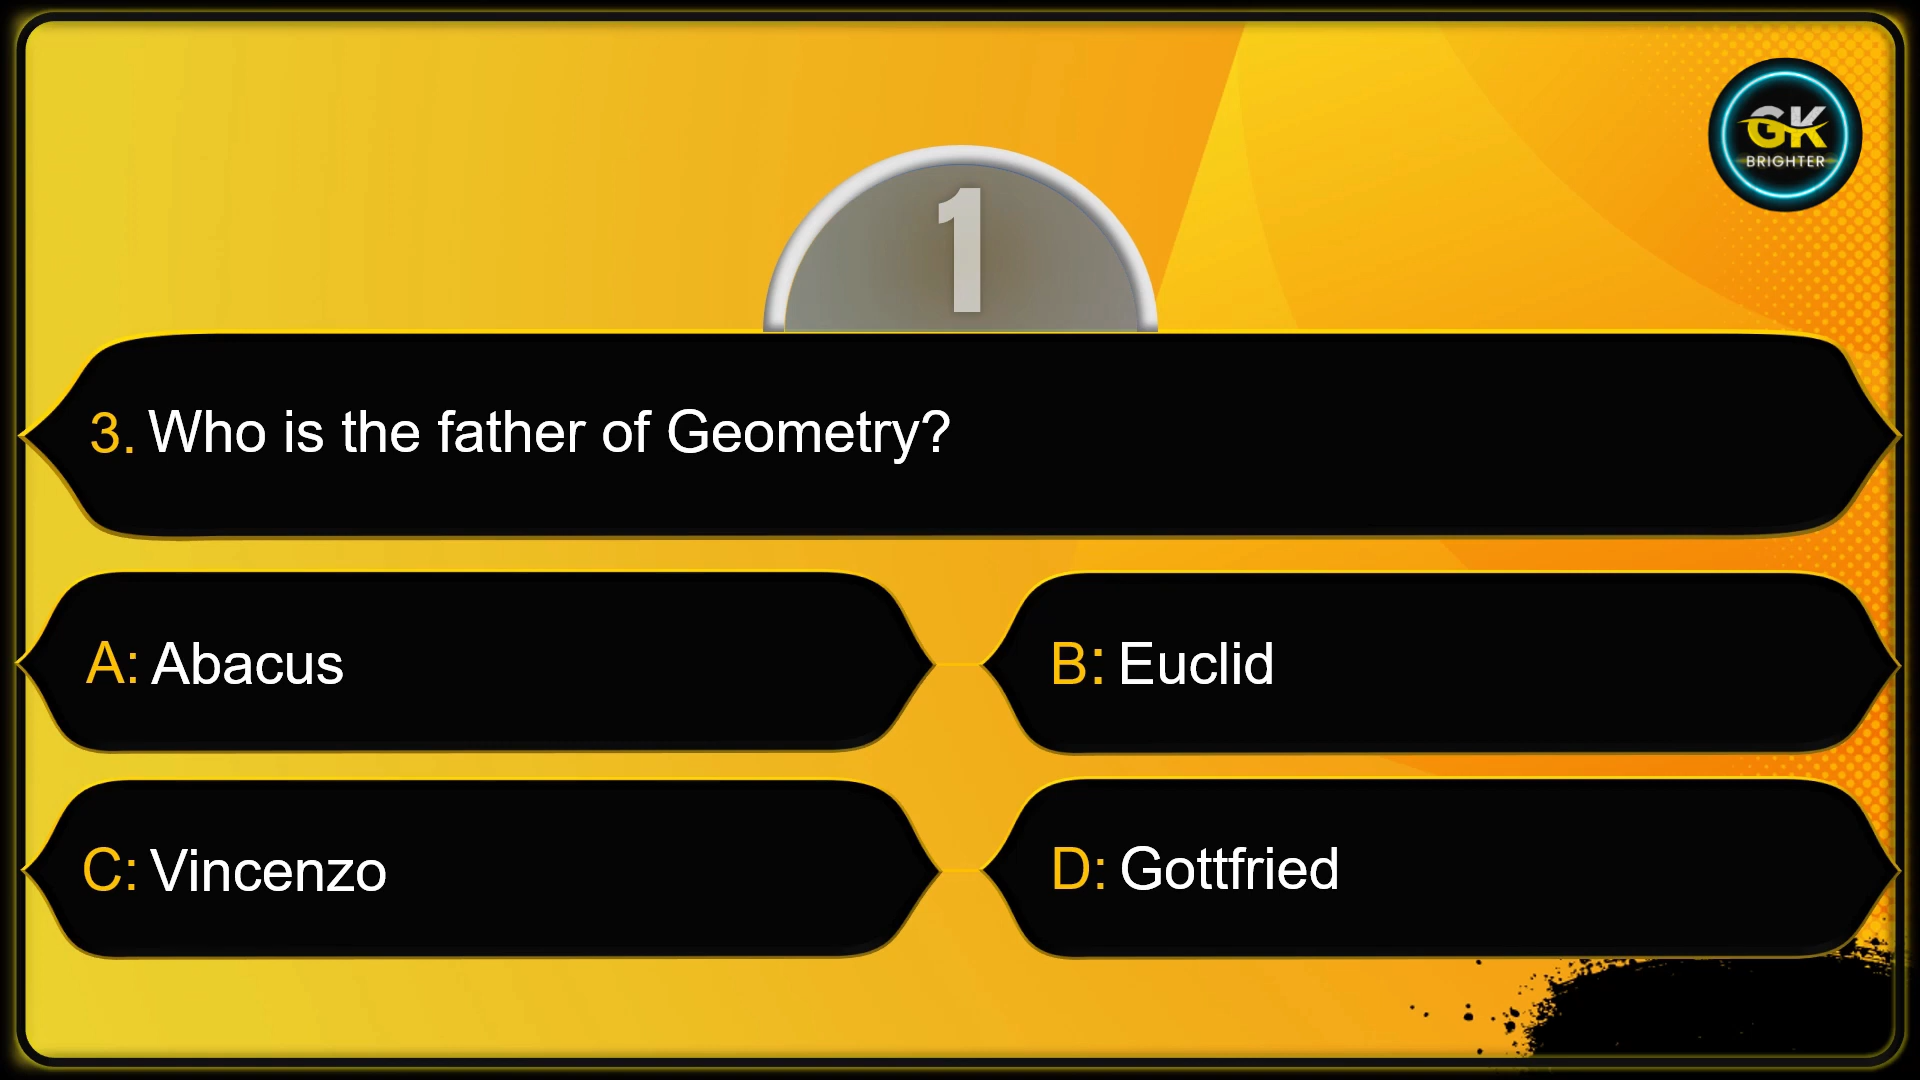 GK
BRIGHTER
1
3. Who is the father of Geometry?
A: Abacus
B: Euclid
C: Vincenzo
D: Gottfried